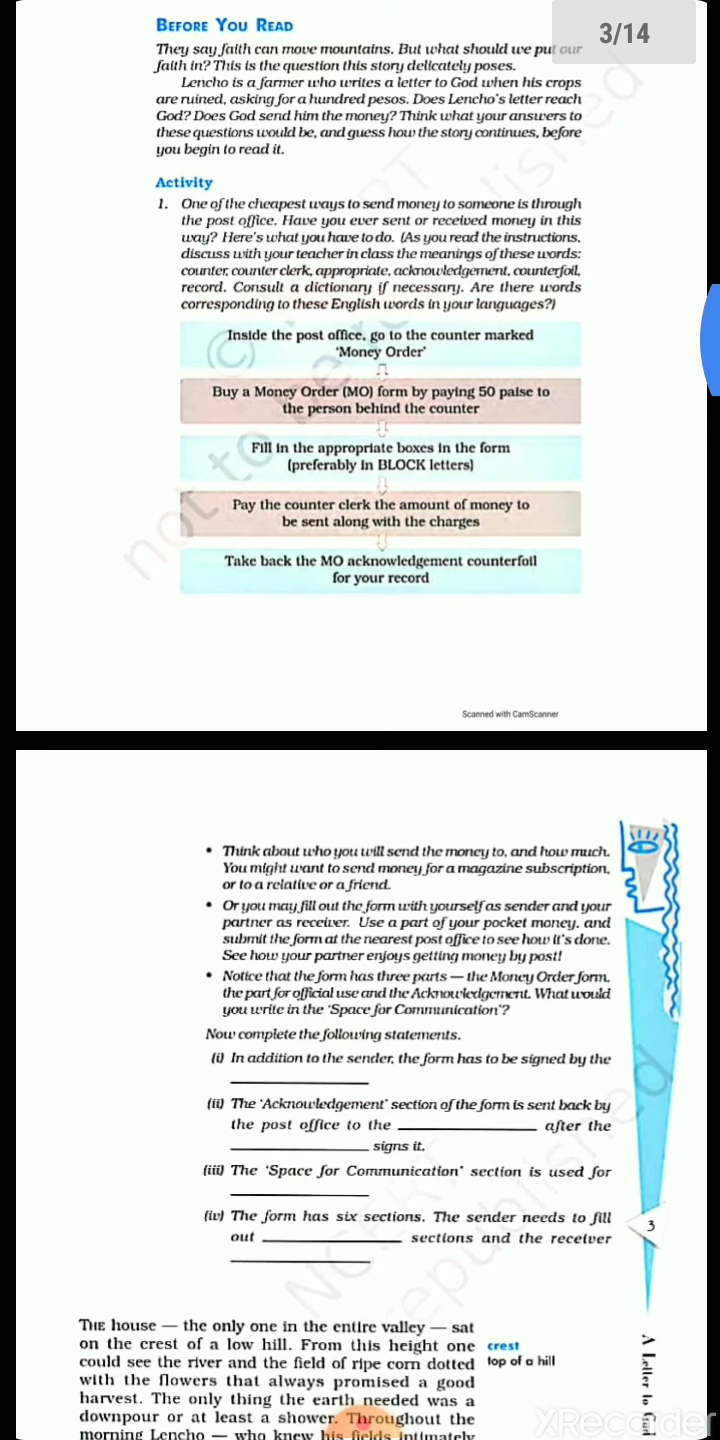 3/14
BEFORE YOU READ
They say faith can move mountains. But what should we put our
faith in? This is the question this story delicately poses.
Lencho is a farmer who writes a letter to God when his crops
are ruined, asking for a hundred pesos. Does Lencho's letter reach
God? Does God send him the money? Think what your answers to
these questions would be, and guess how the story continues, before
you begin to read it.
Activity
1. One of the cheapest ways to send money to someone is through
the post office. Have you ever sent or received money in this
way? Here's what you have to do. (As you read the instructions,
discuss with your teacher in class the meanings of these words:
counter, counter clerk, appropriate, acknowledgement, counterfoil,
record. Consult a dictionary if necessary. Are there words
corresponding to these English words in your languages?)
Inside the post office, go to the counter marked
'Money Order'
Buy a Money Order (MO) form by paying 50 paise to
the person behind the counter
Fill in the appropriate boxes in the form
(preferably in BLOCK letters)
Pay the counter clerk the amount of money to
be sent along with the charges
Take back the MO acknowledgement counterfoil
for your record
©
not to be republished
Scanned with CamScanner
• Think about who you will send the money to, and how much.
You might want to send money for a magazine subscription,
or to a relative or a friend.
• Or you may fill out the form with yourself as sender and your
partner as receiver. Use a part of your pocket money, and
submit the form at the nearest post office to see how it's done.
See how your partner enjoys getting money by post!
• Notice that the form has three parts — the Money Order form,
the part for official use and the Acknowledgement. What would
you write in the 'Space for Communication'?
Now complete the following statements.
(i) In addition to the sender, the form has to be signed by the
(ii) The 'Acknowledgement' section of the form is sent back by
the post office to the ____________ after the
____________ signs it.
(iii) The 'Space for Communication' section is used for
(iv) The form has six sections. The sender needs to fill
out ____________ sections and the receiver
____________
3
NCERT
republished
THE house — the only one in the entire valley — sat
on the crest of a low hill. From this height one
could see the river and the field of ripe corn dotted
with the flowers that always promised a good
harvest. The only thing the earth needed was a
downpour or at least a shower. Throughout the
morning Lencho — who knew his fields intimately
crest
top of a hill
A Letter to God
XRecorder